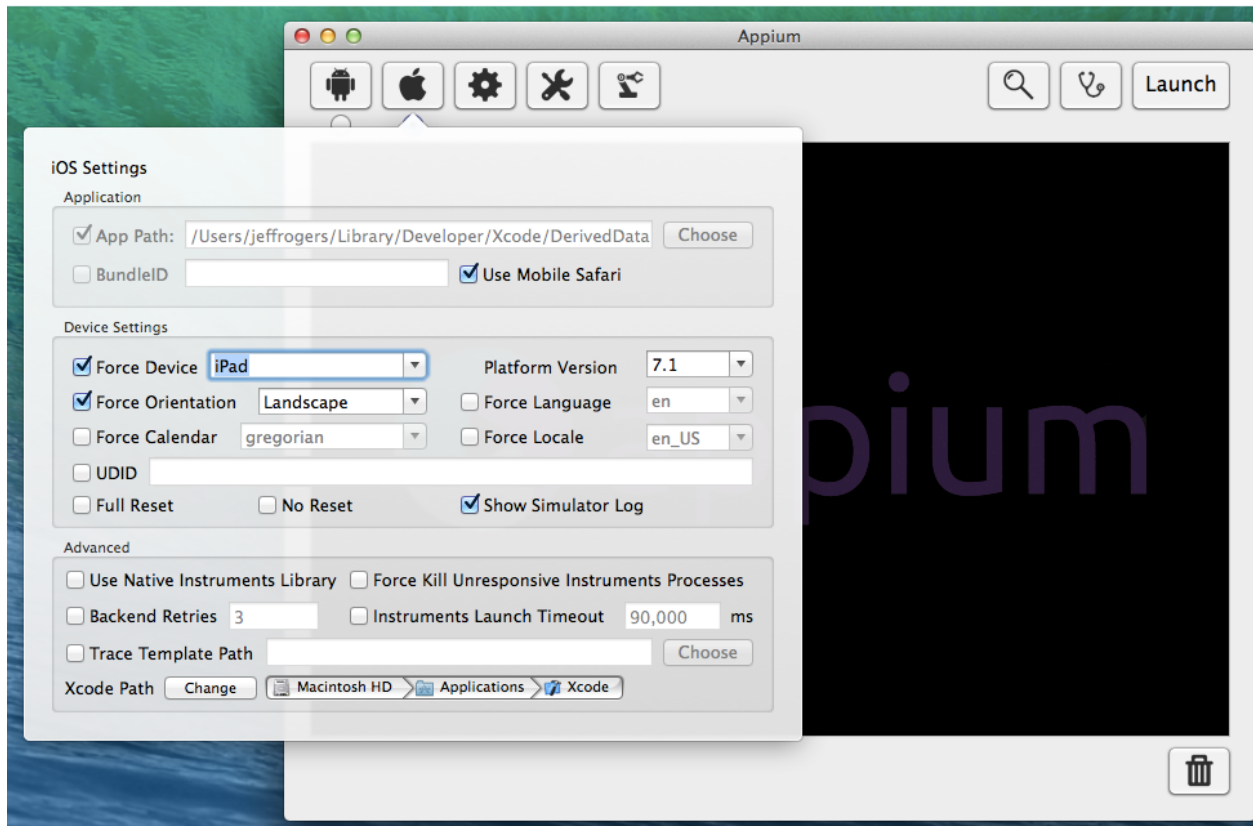 Appium
Launch
iOS Settings
Application
App Path: /Users/jeffrogers/Library/Developer/Xcode/DerivedData Choose
BundleID Use Mobile Safari
Device Settings
Force Device iPad Platform Version 7.1
Force Orientation Landscape Force Language en
Force Calendar gregorian Force Locale en_US
UDID
Full Reset No Reset Show Simulator Log
pium
Advanced
Use Native Instruments Library Force Kill Unresponsive Instruments Processes
Backend Retries 3 Instruments Launch Timeout 90,000 ms
Trace Template Path Choose
Xcode Path Change Macintosh HD Applications Xcode